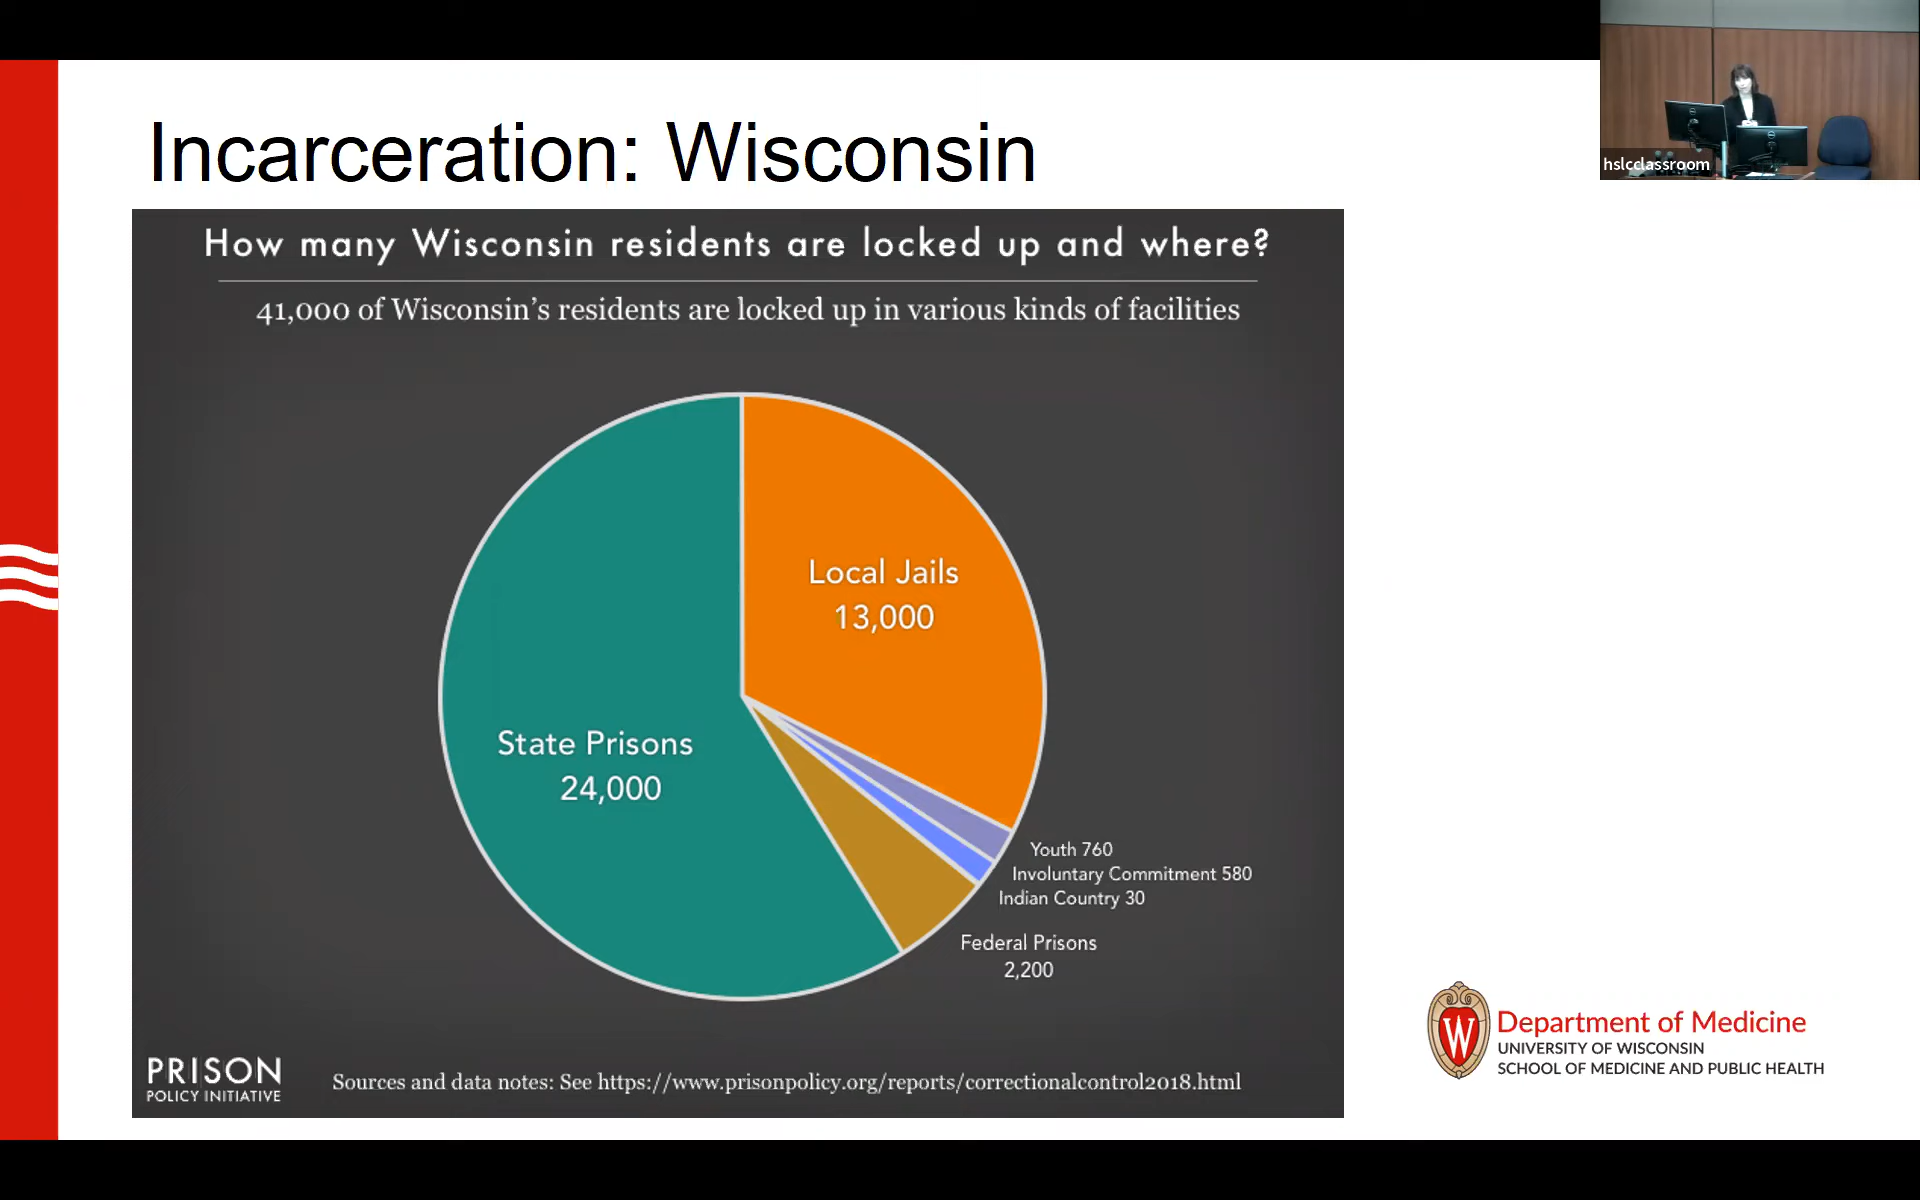 Incarceration: Wisconsin
hslcclassroom
How many Wisconsin residents are locked up and where?
41,000 of Wisconsin's residents are locked up in various kinds of facilities
Local Jails
13,000
State Prisons
24,000
Youth 760
Involuntary Commitment 580
Indian Country 30
Federal Prisons
2,200
PRISON
POLICY INITIATIVE
Sources and data notes: See https://www.prisonpolicy.org/reports/correctionalcontrol2018.html
W
Department of Medicine
UNIVERSITY OF WISCONSIN
SCHOOL OF MEDICINE AND PUBLIC HEALTH